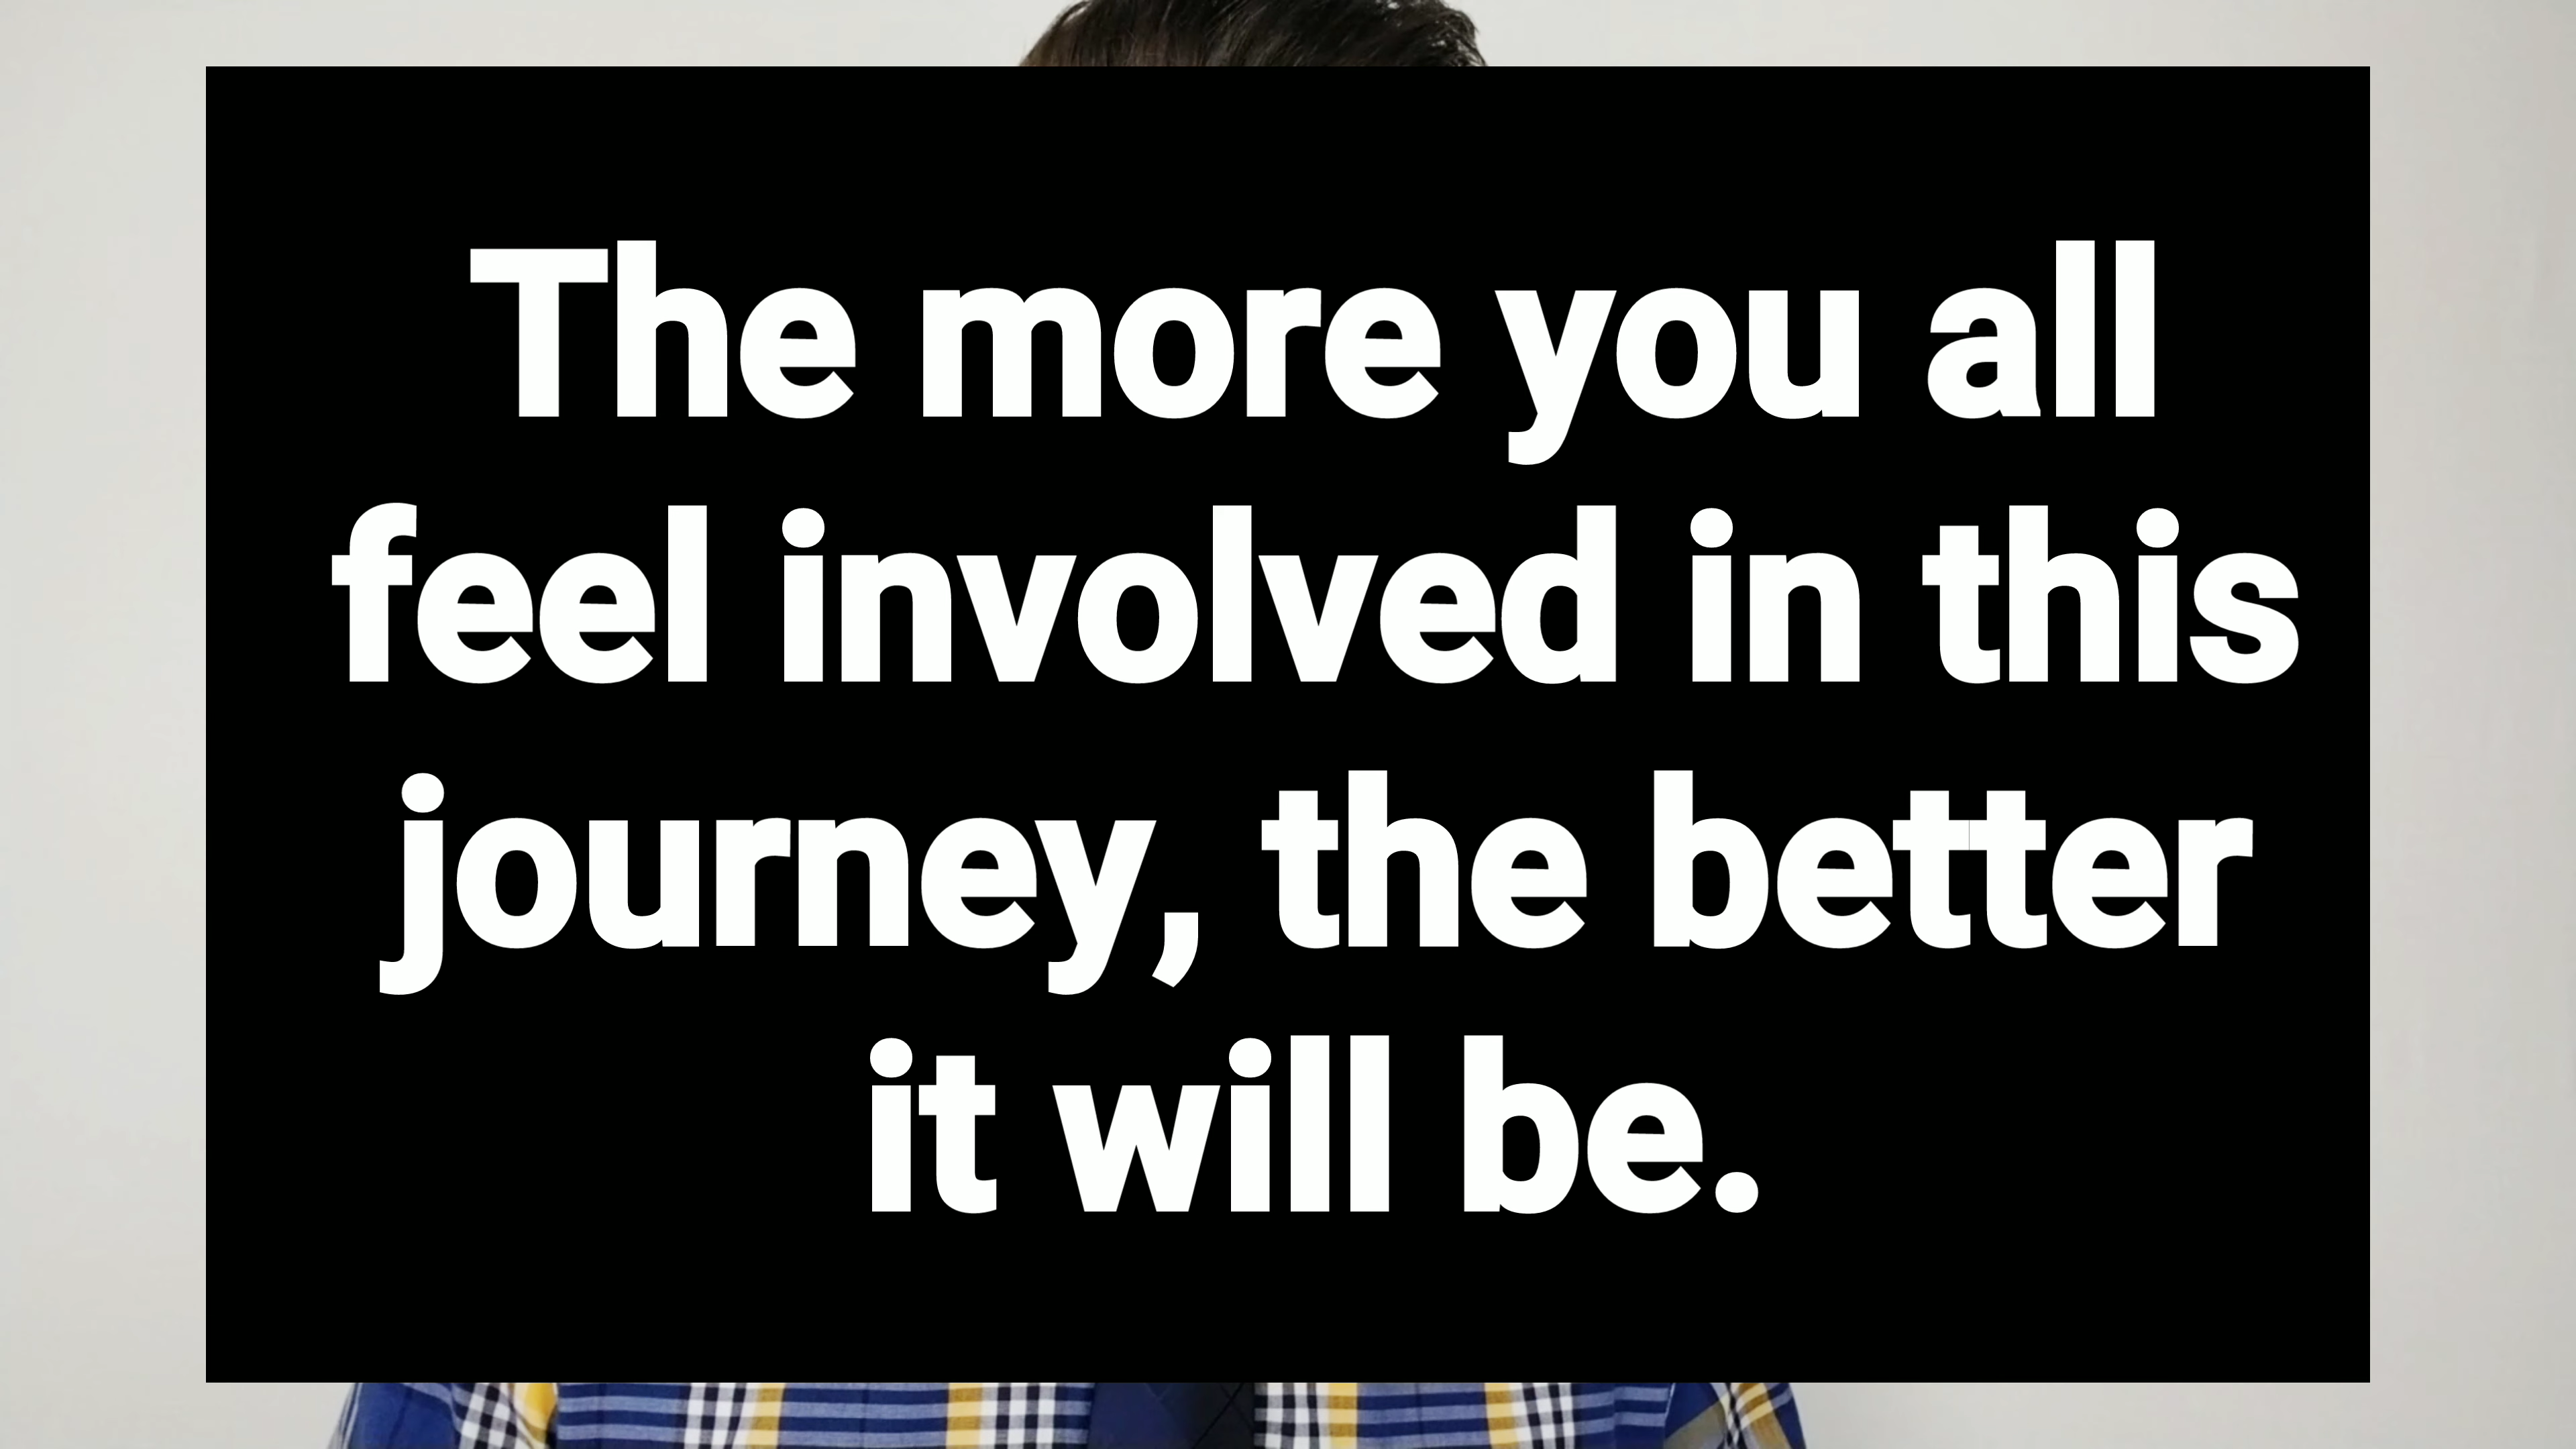 The more you all
feel involved in this
journey, the better
it will be.